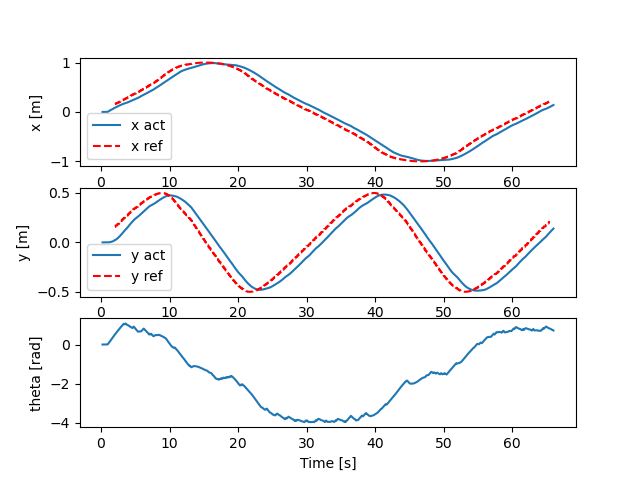 1
0
−1
x [m]
x act
x ref
0 10 20 30 40 50 60
0.5
0.0
−0.5
y [m]
y act
y ref
0 10 20 30 40 50 60
0
−2
−4
theta [rad]
0 10 20 30 40 50 60
Time [s]